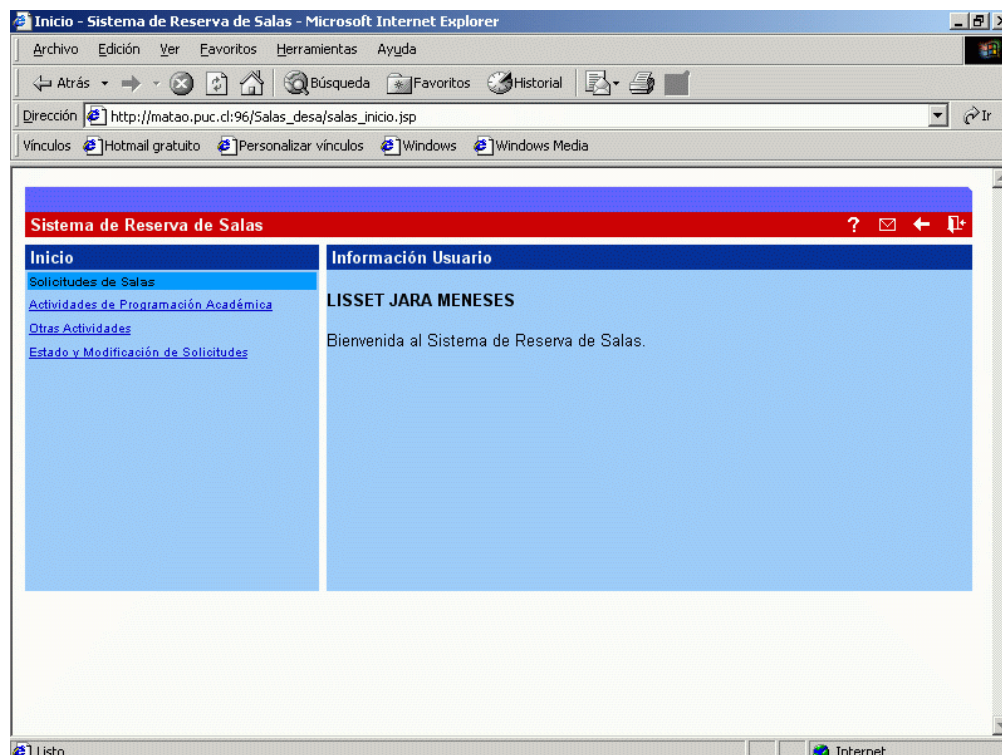 Inicio - Sistema de Reserva de Salas - Microsoft Internet Explorer
Archivo Edición Ver Favoritos Herramientas Ayuda
Atrás Búsqueda Favoritos Historial
Dirección http://matao.puc.cl:96/Salas_desa/salas_inicio.jsp Ir
Vínculos Hotmail gratuito Personalizar vínculos Windows Windows Media
Sistema de Reserva de Salas ?
Inicio
Solicitudes de Salas
Actividades de Programación Académica
Otras Actividades
Estado y Modificación de Solicitudes
Información Usuario
LISSET JARA MENESES
Bienvenida al Sistema de Reserva de Salas.
Listo Internet